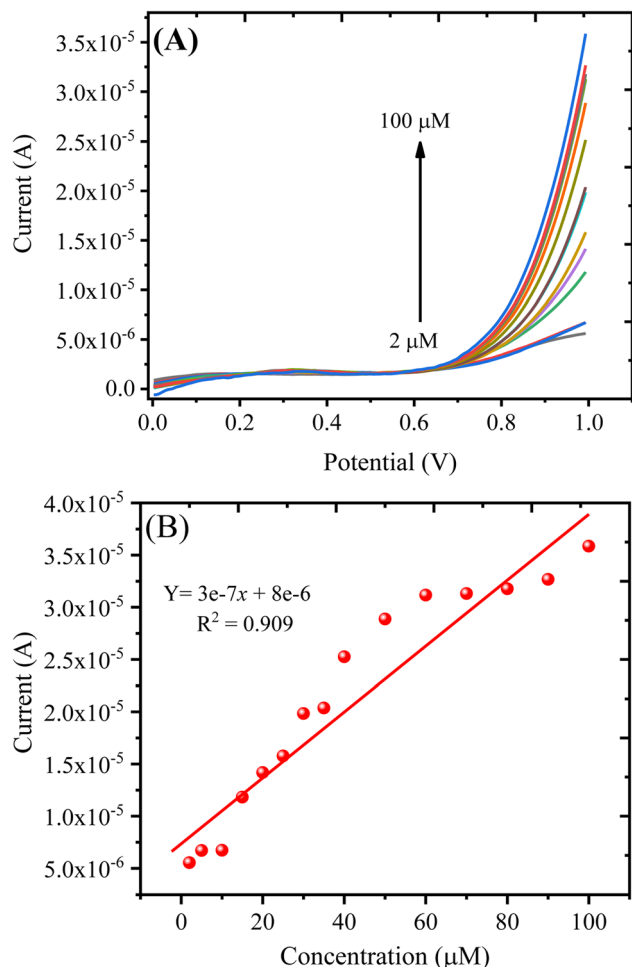 (A)
3.5x10⁻⁵
3.0x10⁻⁵
2.5x10⁻⁵
2.0x10⁻⁵
1.5x10⁻⁵
1.0x10⁻⁵
5.0x10⁻⁶
0.0
Current (A)
100 μM
2 μM
0.0 0.2 0.4 0.6 0.8 1.0
Potential (V)
(B)
4.0x10⁻⁵
3.5x10⁻⁵
3.0x10⁻⁵
2.5x10⁻⁵
2.0x10⁻⁵
1.5x10⁻⁵
1.0x10⁻⁵
5.0x10⁻⁶
Current (A)
Y= 3e-7x + 8e-6
R² = 0.909
0 20 40 60 80 100
Concentration (μM)